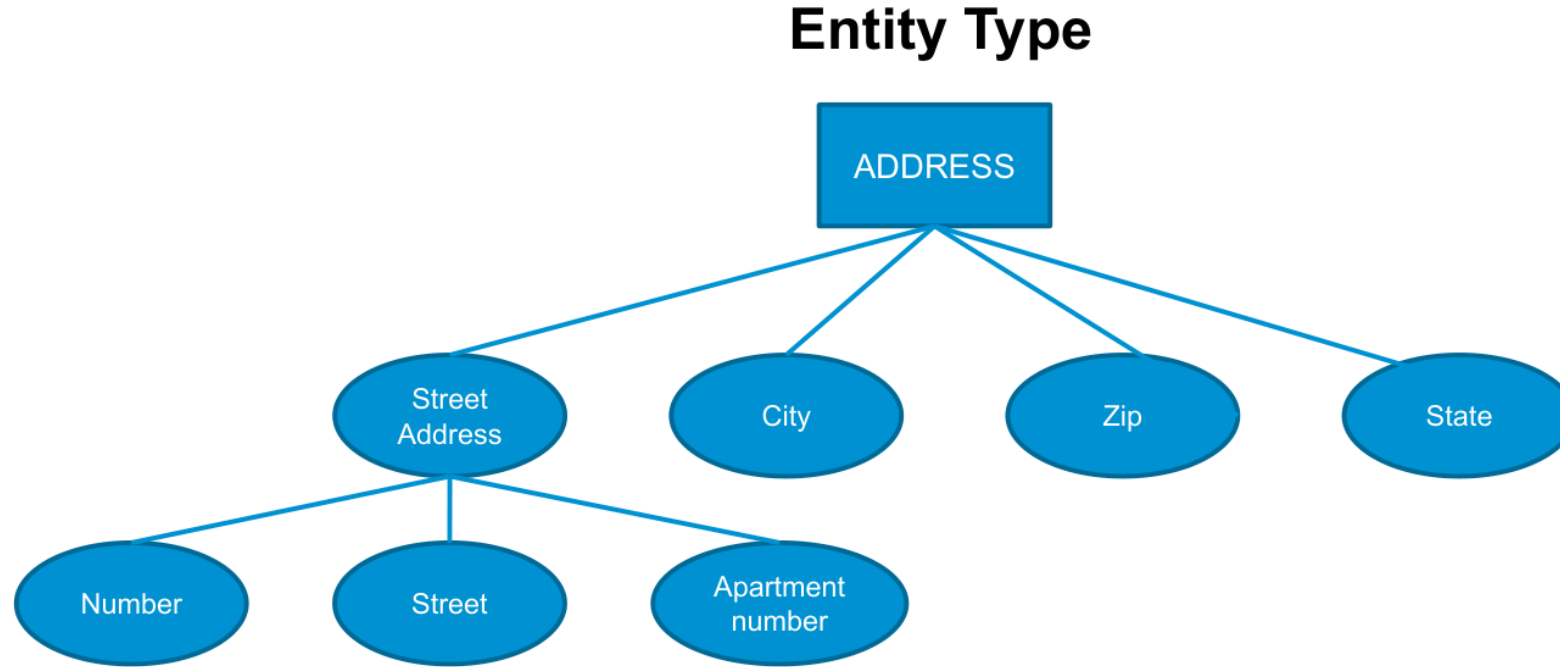 Entity Type
ADDRESS
Street
Address
City
Zip
State
Number
Street
Apartment
number